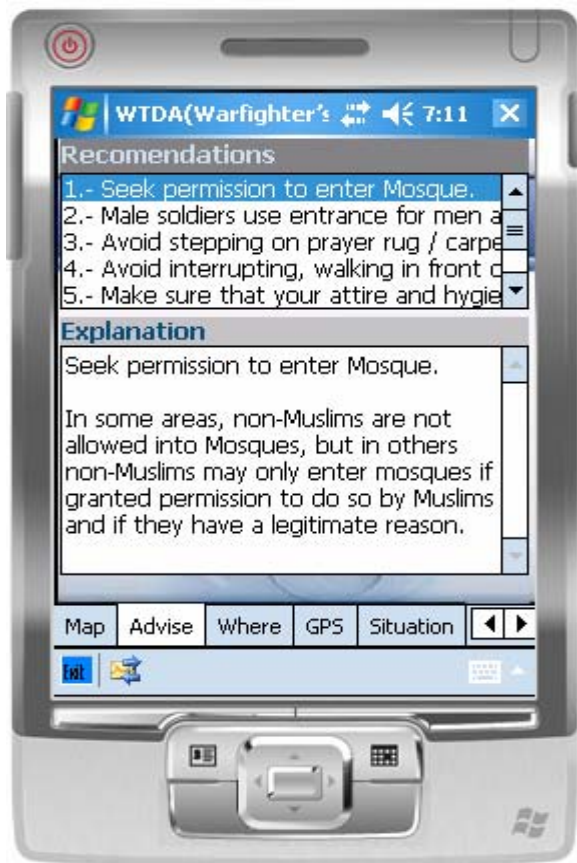 WTDA(Warfighter's 7:11
Recomendations
1.- Seek permission to enter Mosque.
2.- Male soldiers use entrance for men a
3.- Avoid stepping on prayer rug / carpe
4.- Avoid interrupting, walking in front o
5.- Make sure that your attire and hygie
Explanation
Seek permission to enter Mosque.
In some areas, non-Muslims are not
allowed into Mosques, but in others
non-Muslims may only enter mosques if
granted permission to do so by Muslims
and if they have a legitimate reason.
Map Advise Where GPS Situation
Exit